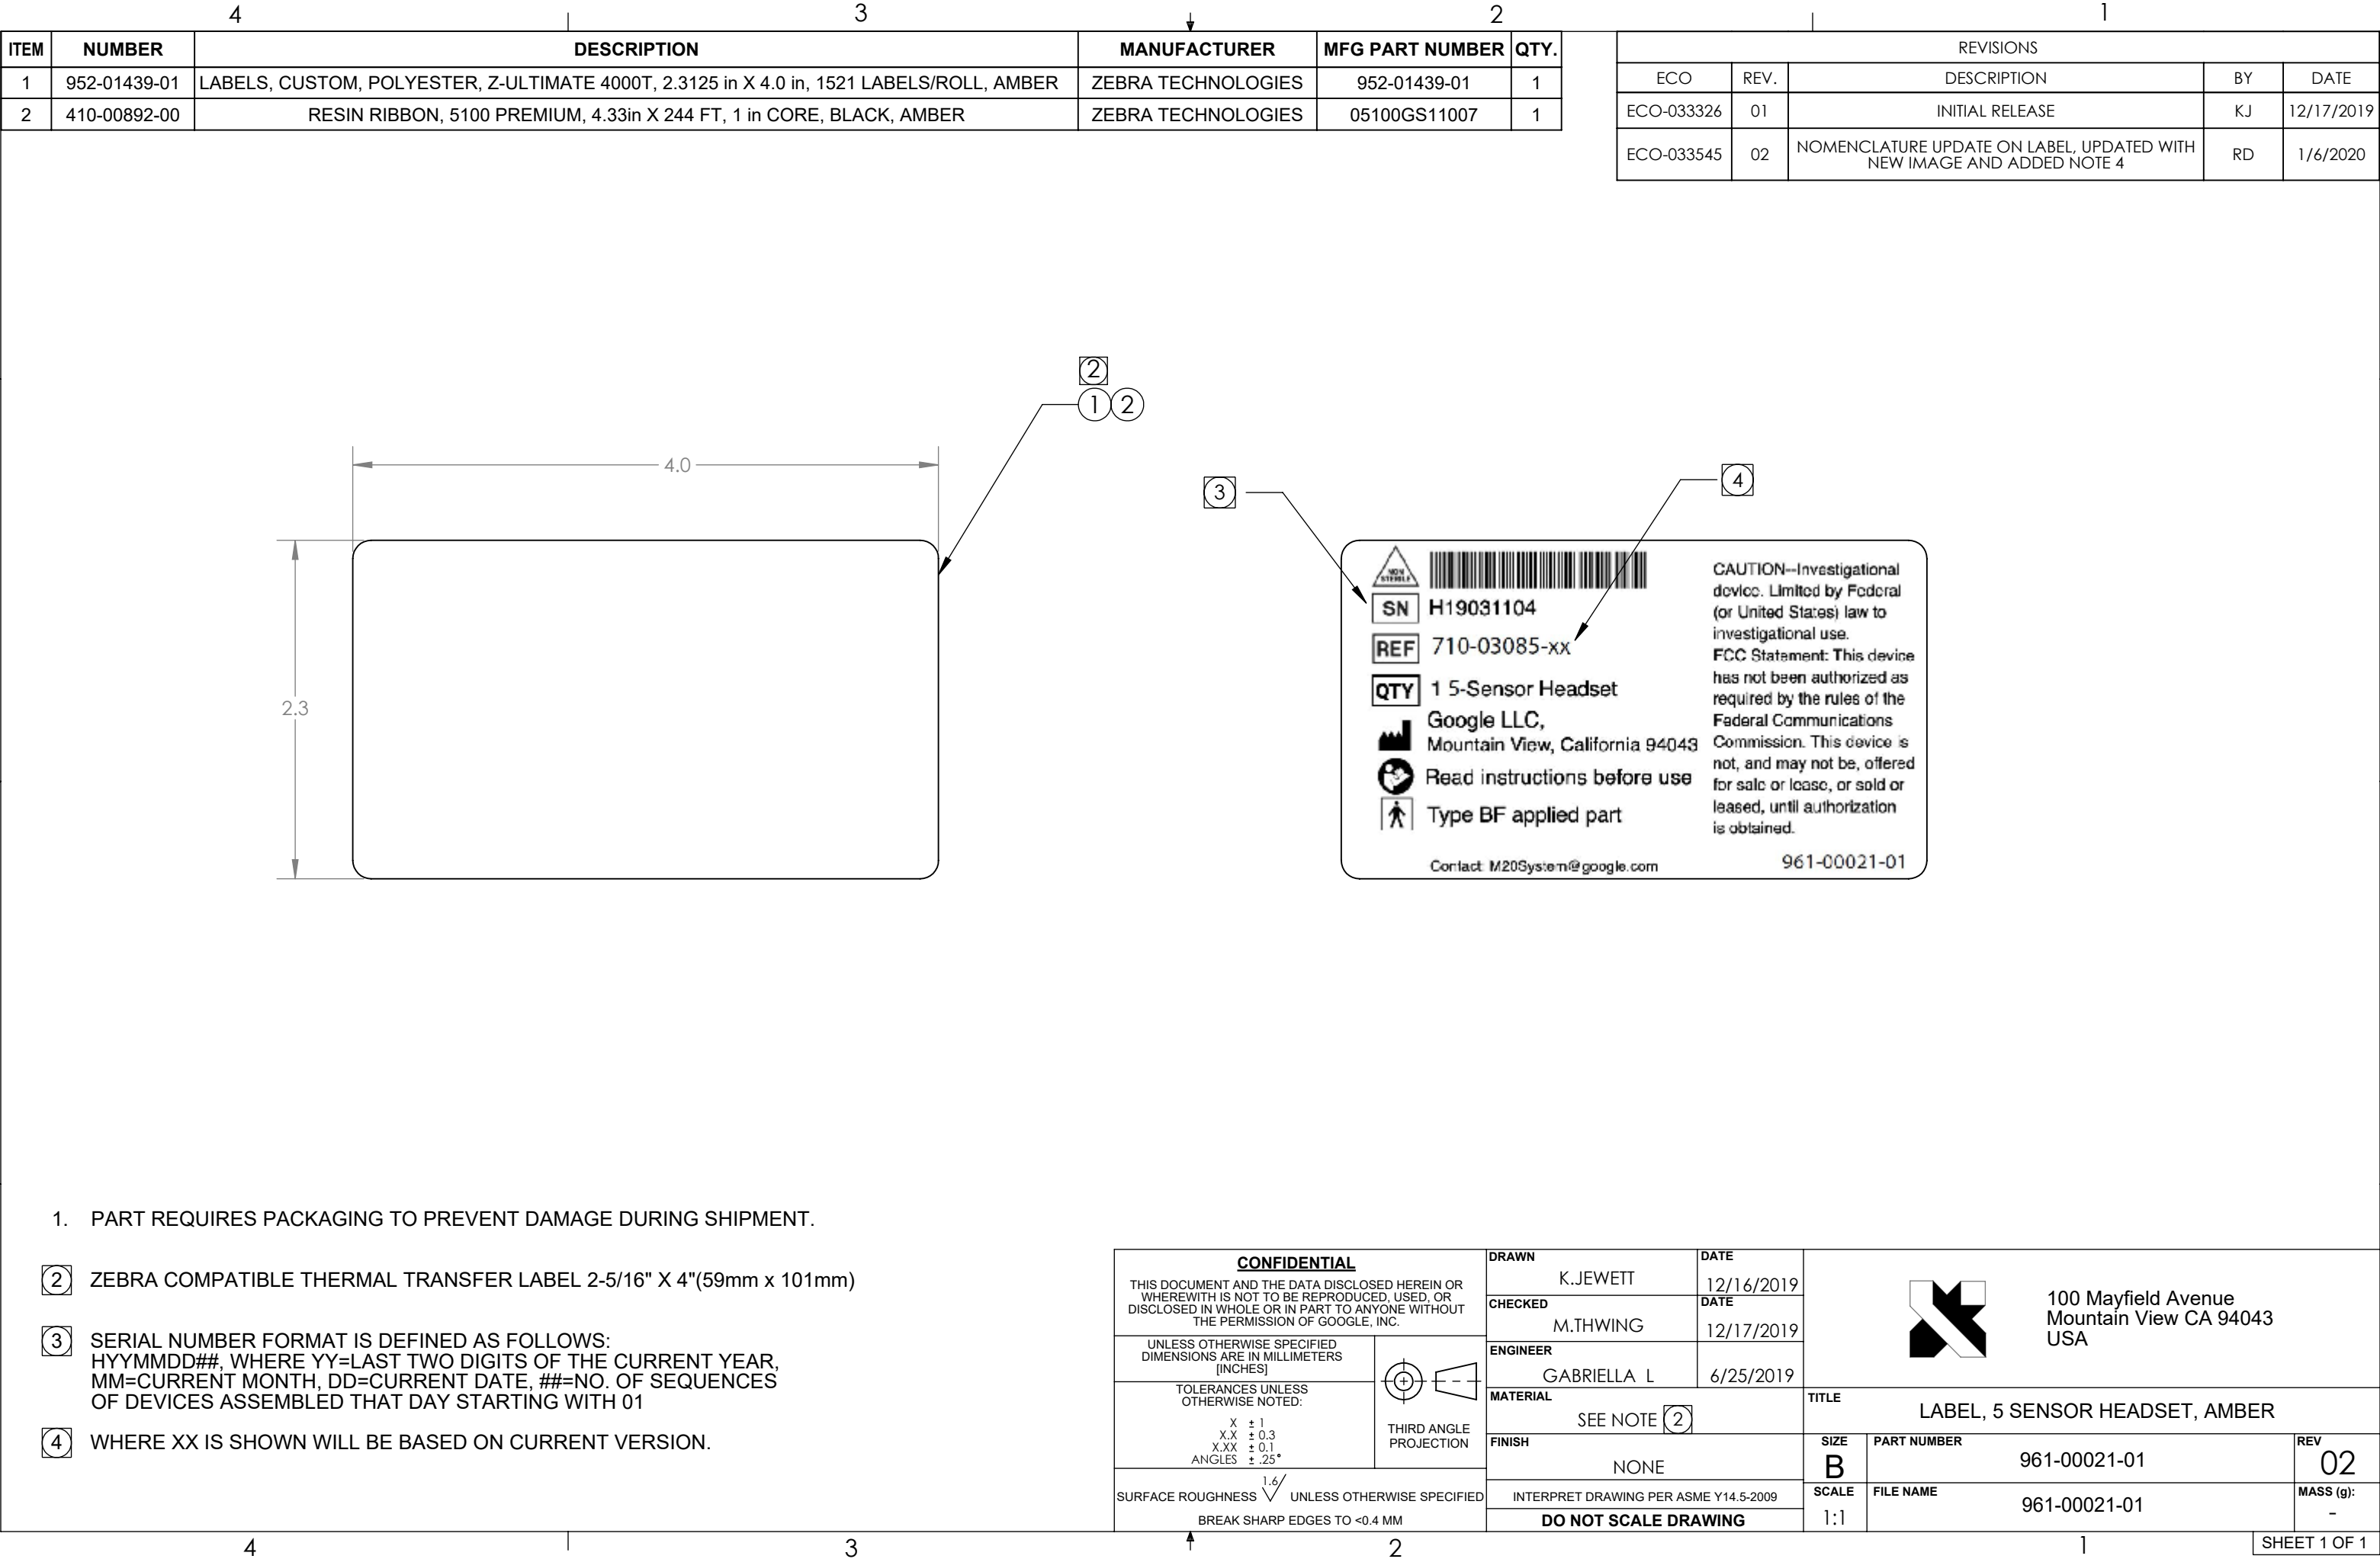 4 3 2 1
ITEM NUMBER DESCRIPTION MANUFACTURER MFG PART NUMBER QTY.
1 952-01439-01 LABELS, CUSTOM, POLYESTER, Z-ULTIMATE 4000T, 2.3125 in X 4.0 in, 1521 LABELS/ROLL, AMBER ZEBRA TECHNOLOGIES 952-01439-01 1
2 410-00892-00 RESIN RIBBON, 5100 PREMIUM, 4.33in X 244 FT, 1 in CORE, BLACK, AMBER ZEBRA TECHNOLOGIES 05100GS11007 1
REVISIONS
ECO REV. DESCRIPTION BY DATE
ECO-033326 01 INITIAL RELEASE KJ 12/17/2019
ECO-033545 02 NOMENCLATURE UPDATE ON LABEL, UPDATED WITH
NEW IMAGE AND ADDED NOTE 4 RD 1/6/2020
2
1 2
4.0
2.3
3
4
NON
STERILE
SN H19031104
REF 710-03085-xx
QTY 1 5-Sensor Headset
Google LLC,
Mountain View, California 94043
Read instructions before use
Type BF applied part
Contact: M20System@google.com
CAUTION--Investigational
device. Limited by Federal
(or United States) law to
investigational use.
FCC Statement: This device
has not been authorized as
required by the rules of the
Federal Communications
Commission. This device is
not, and may not be, offered
for sale or lease, or sold or
leased, until authorization
is obtained.
961-00021-01
1. PART REQUIRES PACKAGING TO PREVENT DAMAGE DURING SHIPMENT.
2 ZEBRA COMPATIBLE THERMAL TRANSFER LABEL 2-5/16" X 4"(59mm x 101mm)
3 SERIAL NUMBER FORMAT IS DEFINED AS FOLLOWS:
HYYMMDD##, WHERE YY=LAST TWO DIGITS OF THE CURRENT YEAR,
MM=CURRENT MONTH, DD=CURRENT DATE, ##=NO. OF SEQUENCES
OF DEVICES ASSEMBLED THAT DAY STARTING WITH 01
4 WHERE XX IS SHOWN WILL BE BASED ON CURRENT VERSION.
CONFIDENTIAL
THIS DOCUMENT AND THE DATA DISCLOSED HEREIN OR
WHEREWITH IS NOT TO BE REPRODUCED, USED, OR
DISCLOSED IN WHOLE OR IN PART TO ANYONE WITHOUT
THE PERMISSION OF GOOGLE, INC.
UNLESS OTHERWISE SPECIFIED
DIMENSIONS ARE IN MILLIMETERS
[INCHES]
TOLERANCES UNLESS
OTHERWISE NOTED:
X ± 1
X.X ± 0.3
X.XX ± 0.1
ANGLES ± .25°
THIRD ANGLE
PROJECTION
SURFACE ROUGHNESS 1.6 UNLESS OTHERWISE SPECIFIED
BREAK SHARP EDGES TO <0.4 MM
DRAWN DATE
K.JEWETT 12/16/2019
CHECKED DATE
M.THWING 12/17/2019
ENGINEER
GABRIELLA L 6/25/2019
MATERIAL
SEE NOTE 2
FINISH
NONE
INTERPRET DRAWING PER ASME Y14.5-2009
DO NOT SCALE DRAWING
100 Mayfield Avenue
Mountain View CA 94043
USA
TITLE
LABEL, 5 SENSOR HEADSET, AMBER
SIZE PART NUMBER REV
B 961-00021-01 02
SCALE FILE NAME MASS (g):
1:1 961-00021-01 -
SHEET 1 OF 1
4 3 2 1